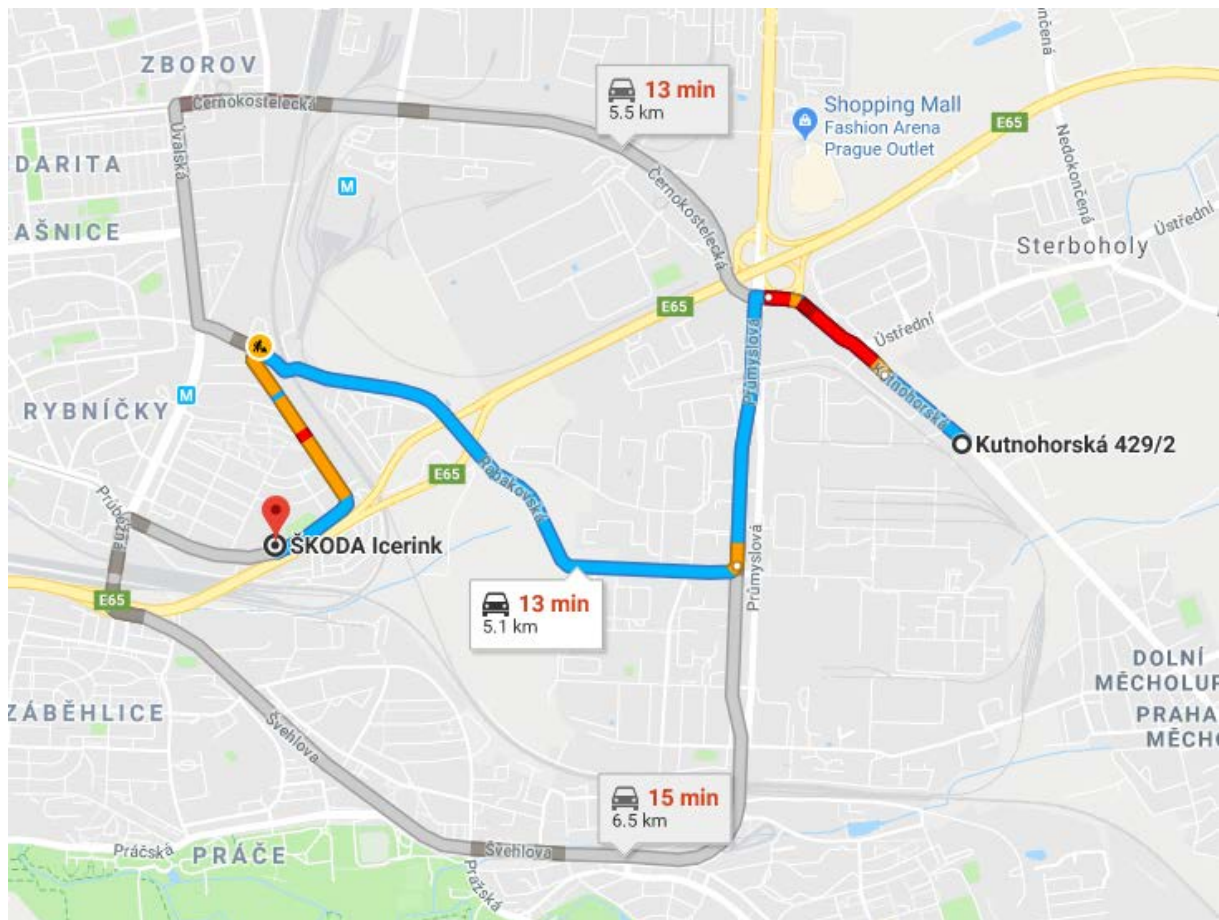 ZBOROV
Černokostelecká
13 min
5.5 km
Shopping Mall
Fashion Arena
Prague Outlet
E65
Nedokončená
Úvalská
DARITA
M
AŠNICE
Černokostelecká
Sterboholy
Ústřední
E65
Průmyslová
Ústřední
Kutnohorská
M
RYBNÍČKY
Kutnohorská 429/2
E65
Rabakovská
ŠKODA Icerink
Průmyslová
E65
13 min
5.1 km
DOLNÍ
MĚCHOLUP
PRAHA
MĚCHO
ZÁBĚHLICE
Švehlova
15 min
6.5 km
Švehlova
Práčská
PRÁČE
Pražská